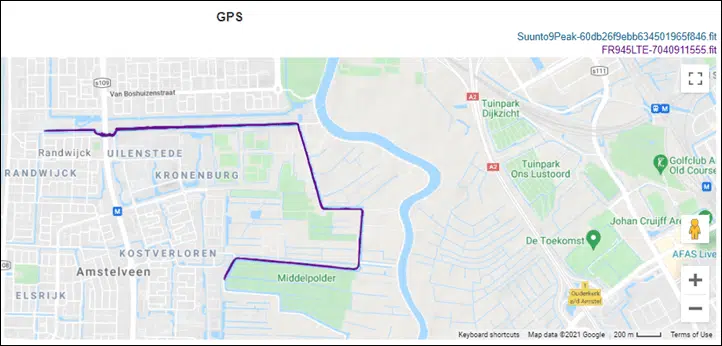 GPS
Suunto9Peak-60db26f9ebb634501965f846.fit
FR945LTE-7040911555.fit
s109
Van Boshuizenstraat
s111
A2
Tuinpark
Dijkzicht
Randwijck
UILENSTEDE
RANDWIJCK
KRONENBURG
A2
Tuinpark
Ons Lustoord
Golfclub A
Old Course
M
M
Johan Cruijff Are
KOSTVERLOREN
De Toekomst
AFAS Live
Amstelveen
Middelpolder
ELSRIJK
1
Ouderkerk
a/d Amstel
Keyboard shortcuts
Map data ©2021 Google
200 m
Terms of Use